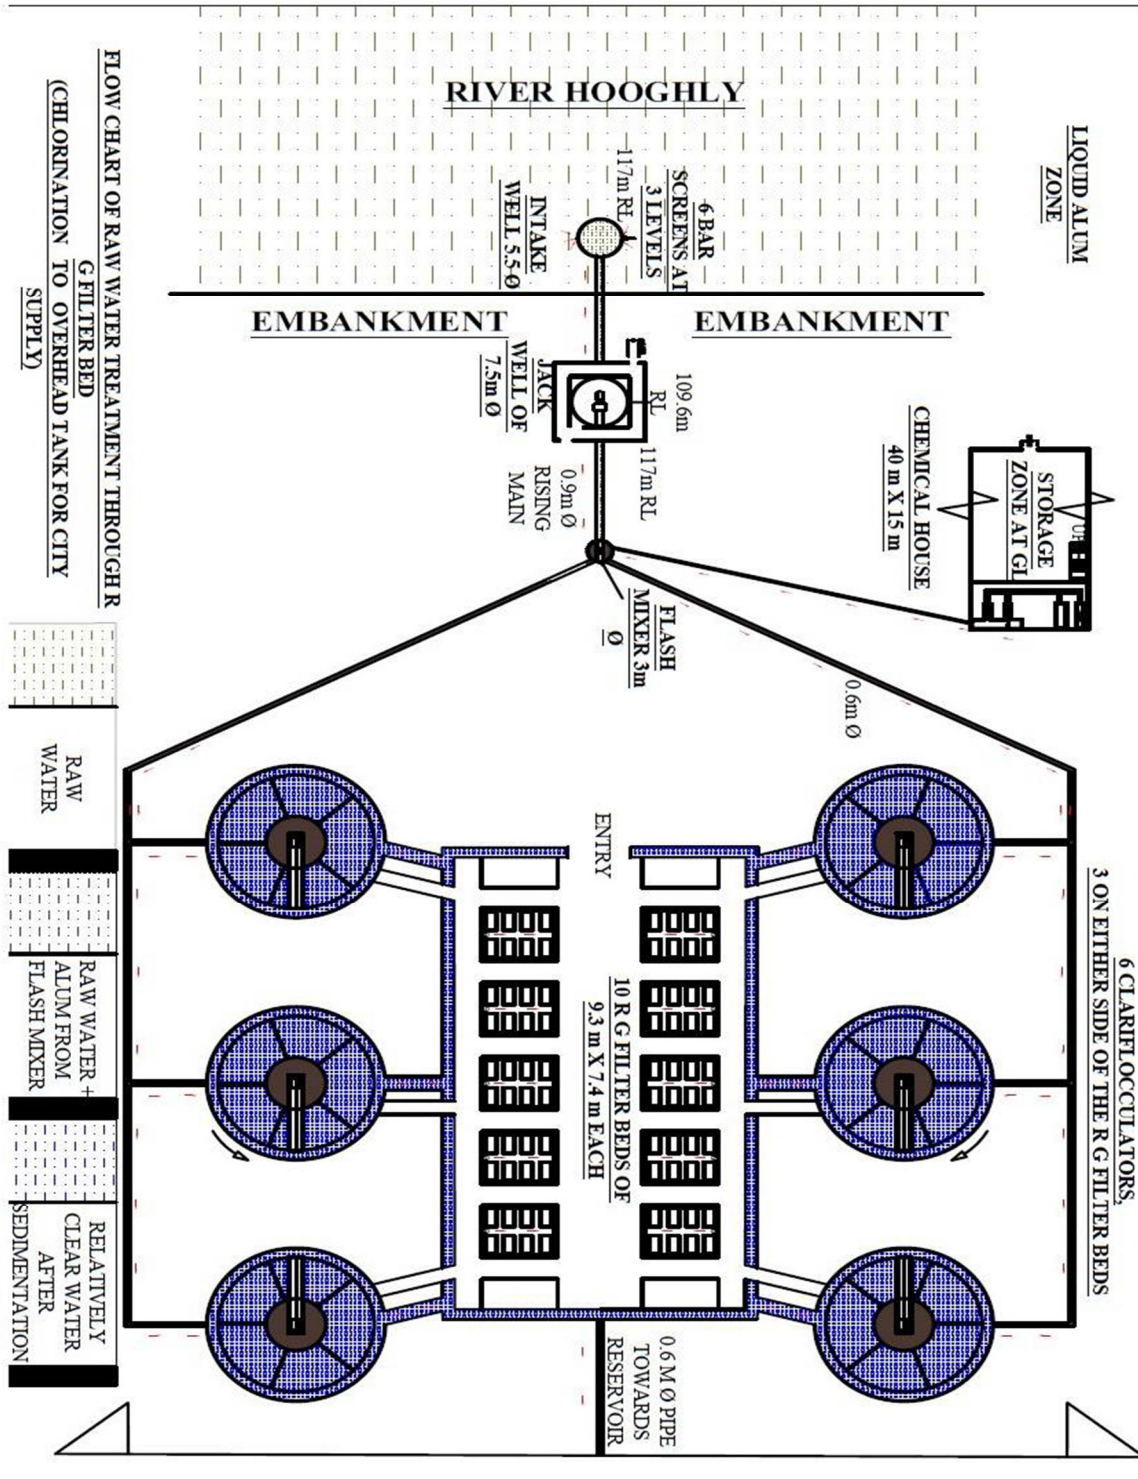 RIVER HOOGHLY
LIQUID ALUM
ZONE
6-BAR
SCREENS AT
3 LEVELS
117m RL
INTAKE
WELL 5.5 Ø
EMBANKMENT
EMBANKMENT
JACK
WELL OF
7.5m Ø
109.6m
RL
117m RL
0.9m Ø
RISING
MAIN
STORAGE
ZONE AT GL
UP
CHEMICAL HOUSE
40 m X 15 m
FLASH
MIXER 3m
Ø
0.6m Ø
6 CLARIFLOCCULATORS,
3 ON EITHER SIDE OF THE R G FILTER BEDS
ENTRY
10 R G FILTER BEDS OF
9.3 m X 7.4 m EACH
0.6 M Ø PIPE
TOWARDS
RESERVOIR
FLOW CHART OF RAW WATER TREATMENT THROUGH R
G FILTER BED
(CHLORINATION TO OVERHEAD TANK FOR CITY
SUPPLY)
RAW
WATER
RAW WATER +
ALUM FROM
FLASH MIXER
RELATIVELY
CLEAR WATER
AFTER
SEDIMENTATION